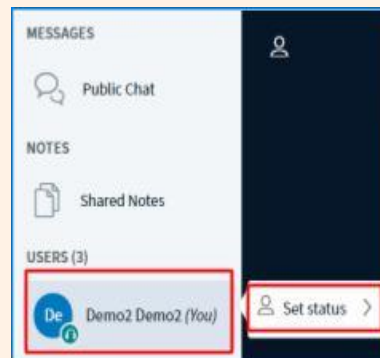 MESSAGES
Public Chat
NOTES
Shared Notes
USERS (3)
De Demo2 Demo2 (You)
Set status